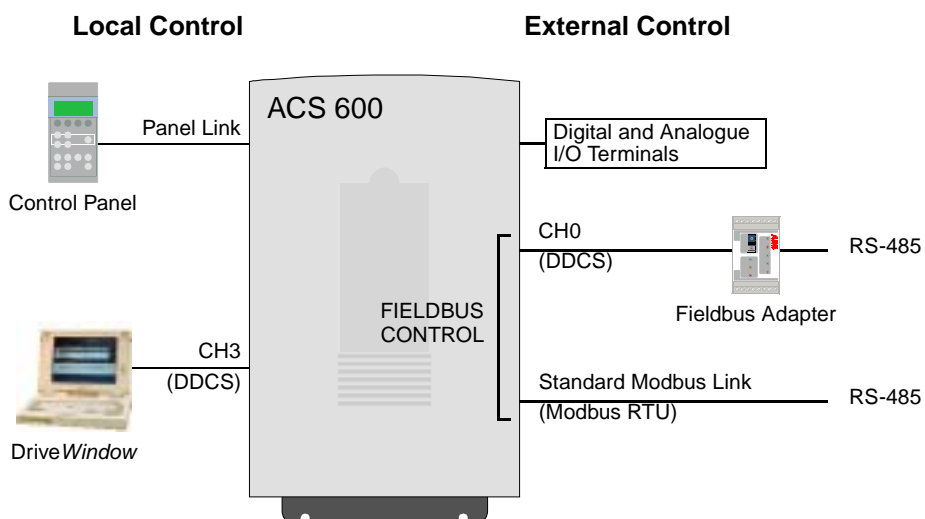 Local Control
External Control
ACS 600
Panel Link
Control Panel
Digital and Analogue
I/O Terminals
CH0
(DDCS)
ABB
RS-485
Fieldbus Adapter
FIELDBUS
CONTROL
CH3
(DDCS)
DriveWindow
Standard Modbus Link
(Modbus RTU)
RS-485